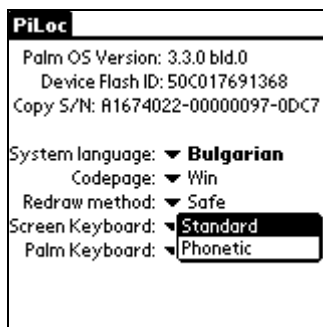 PiLoc
Palm OS Version: 3.3.0 bld.0
Device Flash ID: 50C017691368
Copy S/N: A1674022-00000097-0DC7
System language: Bulgarian
Codepage: Win
Redraw method: Safe
Screen Keyboard: Standard
Palm Keyboard: Phonetic